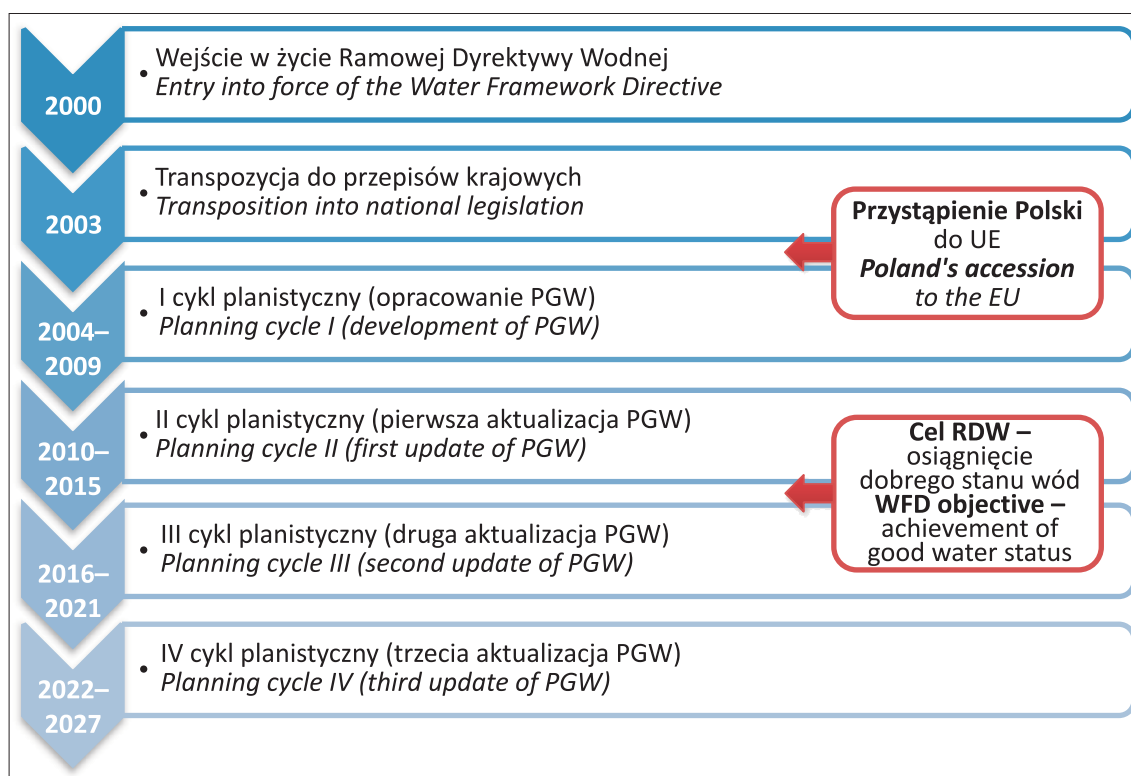 2000
Wejście w życie Ramowej Dyrektywy Wodnej
Entry into force of the Water Framework Directive
2003
Transpozycja do przepisów krajowych
Transposition into national legislation
Przystąpienie Polski
do UE
Poland's accession
to the EU
2004–
2009
I cykl planistyczny (opracowanie PGW)
Planning cycle I (development of PGW)
2010–
2015
II cykl planistyczny (pierwsza aktualizacja PGW)
Planning cycle II (first update of PGW)
Cel RDW –
osiągnięcie
dobrego stanu wód
WFD objective –
achievement of
good water status
2016–
2021
III cykl planistyczny (druga aktualizacja PGW)
Planning cycle III (second update of PGW)
2022–
2027
IV cykl planistyczny (trzecia aktualizacja PGW)
Planning cycle IV (third update of PGW)